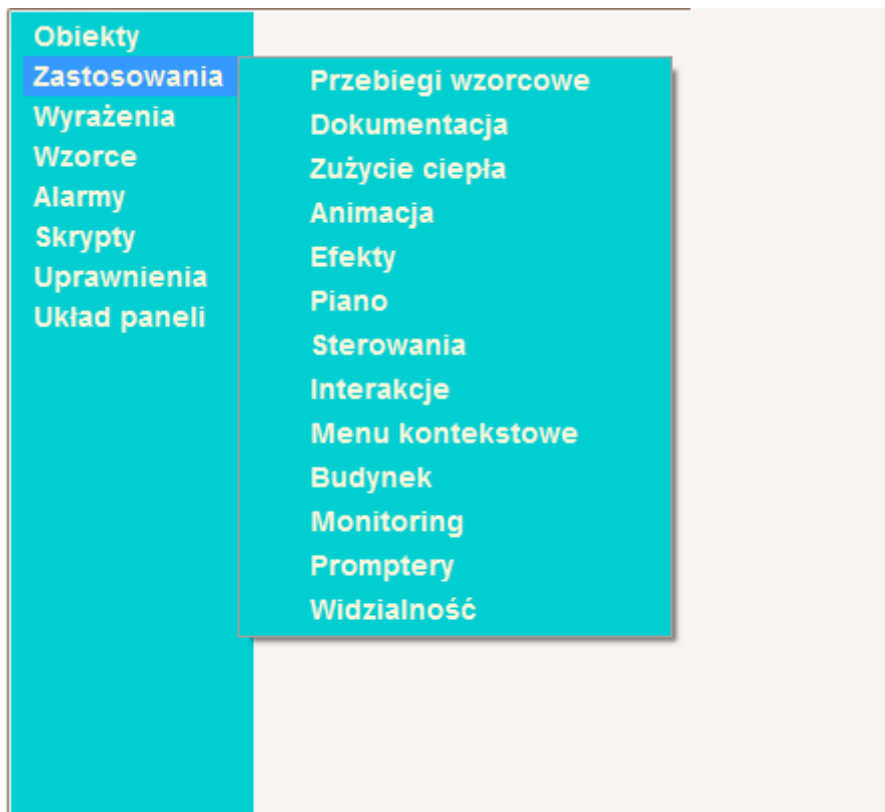 Obiekty
Zastosowania
Wyrażenia
Wzorce
Alarmy
Skrypty
Uprawnienia
Układ paneli
Przebiegi wzorcowe
Dokumentacja
Zużycie ciepła
Animacja
Efekty
Piano
Sterowania
Interakcje
Menu kontekstowe
Budynek
Monitoring
Promptery
Widzialność